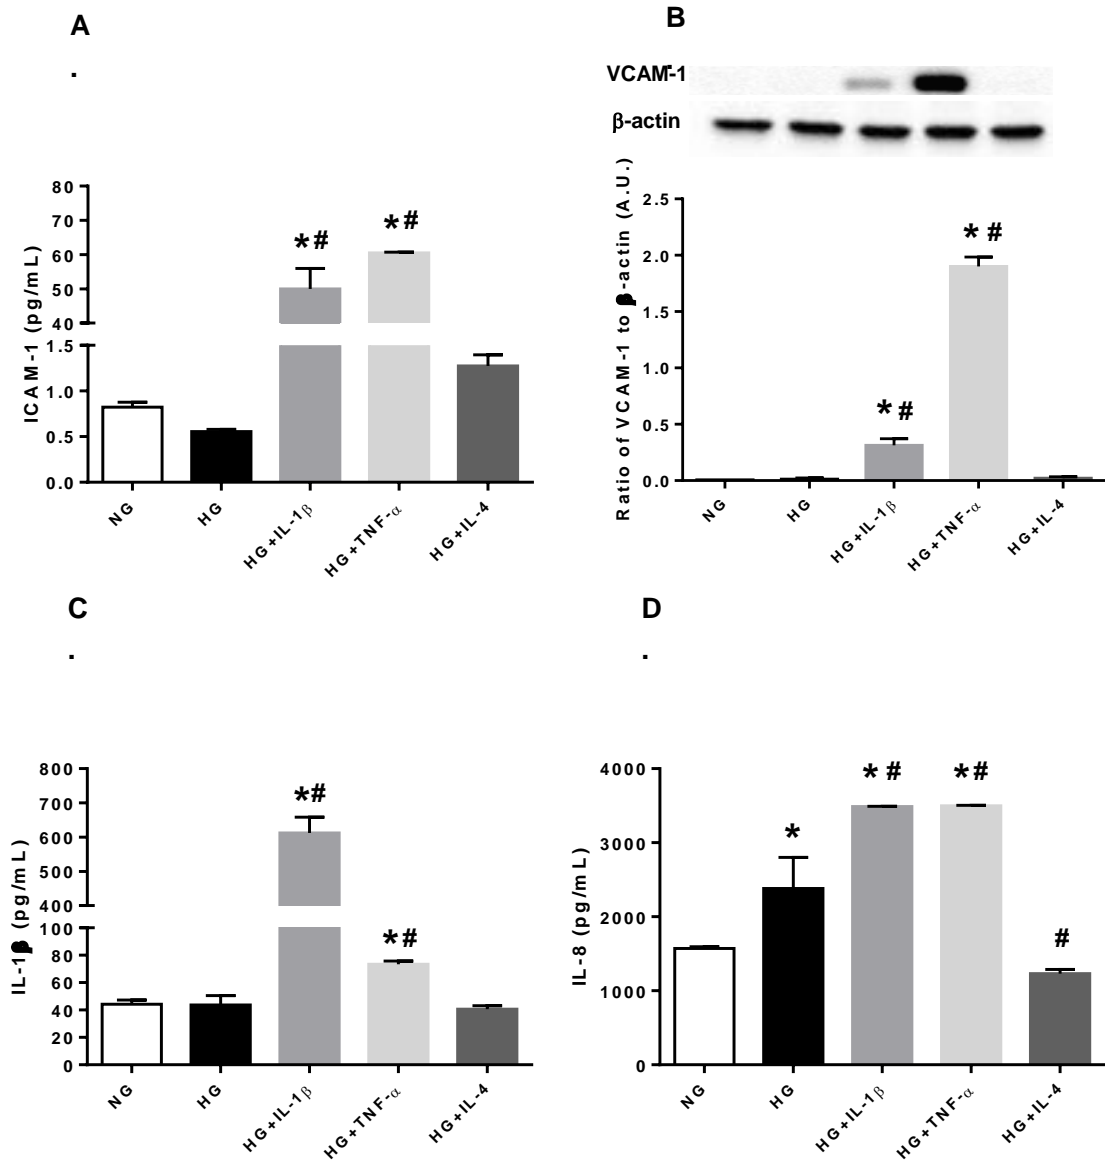 A
.
ICAM-1 (pg/mL)
80
70
60
50
40
1.5
1.0
0.5
0.0
*#
*#
NG
HG
HG+IL-1β
HG+TNF-α
HG+IL-4
B
.
VCAM-1
β-actin
Ratio of VCAM-1 to β-actin (A.U.)
2.5
2.0
1.5
1.0
0.5
0.0
*#
*#
NG
HG
HG+IL-1β
HG+TNF-α
HG+IL-4
C
.
IL-1β (pg/mL)
800
700
600
500
400
100
80
60
40
20
0
*#
*#
NG
HG
HG+IL-1β
HG+TNF-α
HG+IL-4
D
.
IL-8 (pg/mL)
4000
3000
2000
1000
0
*
*#
*#
#
NG
HG
HG+IL-1β
HG+TNF-α
HG+IL-4